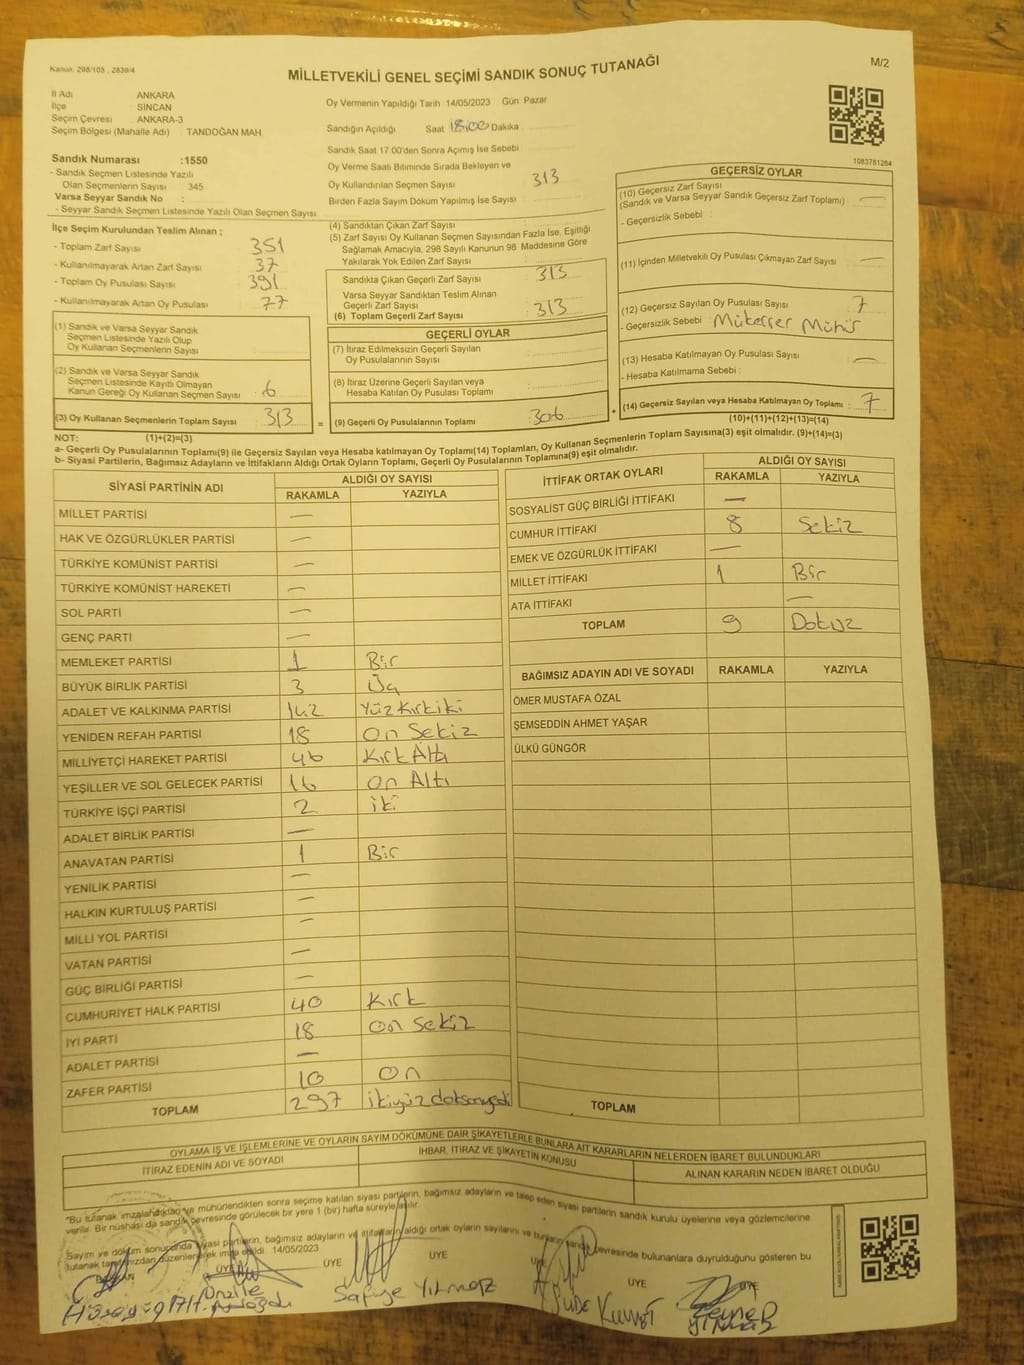 Kanun: 298/105 , 2839/4
MİLLETVEKİLİ GENEL SEÇİMİ SANDIK SONUÇ TUTANAĞI
M/2
İl Adı ANKARA
İlçe SİNCAN
Seçim Çevresi ANKARA-3
Seçim Bölgesi (Mahalle Adı) TANDOĞAN MAH.
Sandık Numarası :1550
- Sandık Seçmen Listesinde Yazılı
Olan Seçmenlerin Sayısı 345
Varsa Seyyar Sandık No :
- Seyyar Sandık Seçmen Listesinde Yazılı Olan Seçmen Sayısı
Oy Vermenin Yapıldığı Tarih 14/05/2023 Gün Pazar
Sandığın Açıldığı Saat 18:00 Dakika
Sandık Saat 17.00'den Sonra Açımış İse Sebebi
Oy Verme Saati Bitiminde Sırada Bekleyen ve
Oy Kullandırılan Seçmen Sayısı 313
Birden Fazla Sayım Döküm Yapılmış İse Sayısı
1083781264
İlçe Seçim Kurulundan Teslim Alınan ;
- Toplam Zarf Sayısı 351
- Kullanılmayarak Artan Zarf Sayısı 37
- Toplam Oy Pusulası Sayısı 391
- Kullanılmayarak Artan Oy Pusulası 77
(1) Sandık ve Varsa Seyyar Sandık
Seçmen Listesinde Yazılı Olup
Oy Kullanan Seçmenlerin Sayısı
(2) Sandık ve Varsa Seyyar Sandık
Seçmen Listesinde Kayıtlı Olmayan
Kanun Gereği Oy Kullanan Seçmen Sayısı : 6
(3) Oy Kullanan Seçmenlerin Toplam Sayısı 313
(4) Sandıktan Çıkan Zarf Sayısı
(5) Zarf Sayısı Oy Kullanan Seçmen Sayısından Fazla İse, Eşitliği
Sağlamak Amacıyla, 298 Sayılı Kanunun 98. Maddesine Göre
Yakılarak Yok Edilen Zarf Sayısı
Sandıkta Çıkan Geçerli Zarf Sayısı : 313
Varsa Seyyar Sandıktan Teslim Alınan
Geçerli Zarf Sayısı
(6) Toplam Geçerli Zarf Sayısı : 313
GEÇERLİ OYLAR
(7) İtiraz Edilmeksizin Geçerli Sayılan
Oy Pusulalarının Sayısı
(8) İtiraz Üzerine Geçerli Sayılan veya
Hesaba Katılan Oy Pusulası Toplamı
= (9) Geçerli Oy Pusulalarının Toplamı : 306 +
GEÇERSİZ OYLAR
(10) Geçersiz Zarf Sayısı
(Sandık ve Varsa Seyyar Sandık Geçersiz Zarf Toplamı) —
- Geçersizlik Sebebi :
(11) İçinden Milletvekili Oy Pusulası Çıkmayan Zarf Sayısı —
(12) Geçersiz Sayılan Oy Pusulası Sayısı : 7
- Geçersizlik Sebebi : Mükerrer Mühür
(13) Hesaba Katılmayan Oy Pusulası Sayısı —
- Hesaba Katılmama Sebebi :
(14) Geçersiz Sayılan veya Hesaba Katılmayan Oy Toplamı : 7
(10)+(11)+(12)+(13)=(14)
NOT: (1)+(2)=(3)
a- Geçerli Oy Pusulalarının Toplamı(9) ile Geçersiz Sayılan veya Hesaba katılmayan Oy Toplamı(14) Toplamları, Oy Kullanan Seçmenlerin Toplam Sayısına(3) eşit olmalıdır. (9)+(14)=(3)
b- Siyasi Partilerin, Bağımsız Adayların ve İttifakların Aldığı Ortak Oyların Toplamı, Geçerli Oy Pusulalarının Toplamına(9) eşit olmalıdır.
SİYASİ PARTİNİN ADI ALDIĞI OY SAYISI
RAKAMLA YAZIYLA
MİLLET PARTİSİ —
HAK VE ÖZGÜRLÜKLER PARTİSİ —
TÜRKİYE KOMÜNİST PARTİSİ —
TÜRKİYE KOMÜNİST HAREKETİ —
SOL PARTİ —
GENÇ PARTİ —
MEMLEKET PARTİSİ 1 Bir
BÜYÜK BİRLİK PARTİSİ 3 Üç
ADALET VE KALKINMA PARTİSİ 142 Yüz Kırkiki
YENİDEN REFAH PARTİSİ 18 On Sekiz
MİLLİYETÇİ HAREKET PARTİSİ 46 Kırk Altı
YEŞİLLER VE SOL GELECEK PARTİSİ 16 On Altı
TÜRKİYE İŞÇİ PARTİSİ 2 iki
ADALET BİRLİK PARTİSİ —
ANAVATAN PARTİSİ 1 Bir
YENİLİK PARTİSİ —
HALKIN KURTULUŞ PARTİSİ —
MİLLİ YOL PARTİSİ —
VATAN PARTİSİ —
GÜÇ BİRLİĞİ PARTİSİ —
CUMHURİYET HALK PARTİSİ 40 Kırk
İYİ PARTİ 18 On Sekiz
ADALET PARTİSİ —
ZAFER PARTİSİ 10 On
TOPLAM 297 ikiyüz doksanyedi
İTTİFAK ORTAK OYLARI ALDIĞI OY SAYISI
RAKAMLA YAZIYLA
SOSYALİST GÜÇ BİRLİĞİ İTTİFAKI —
CUMHUR İTTİFAKI 8 Sekiz
EMEK VE ÖZGÜRLÜK İTTİFAKI —
MİLLET İTTİFAKI 1 Bir
ATA İTTİFAKI —
TOPLAM 9 Dokuz
BAĞIMSIZ ADAYIN ADI VE SOYADI RAKAMLA YAZIYLA
ÖMER MUSTAFA ÖZAL
ŞEMSEDDİN AHMET YAŞAR
ÜLKÜ GÜNGÖR
TOPLAM
OYLAMA İŞ VE İŞLEMLERİNE VE OYLARIN SAYIM DÖKÜMÜNE DAİR ŞİKAYETLERLE BUNLARA AİT KARARLARIN NELERDEN İBARET BULUNDUKLARI
İTİRAZ EDENİN ADI VE SOYADI İHBAR, İTİRAZ VE ŞİKAYETİN KONUSU ALINAN KARARIN NEDEN İBARET OLDUĞU
"Bu tutanak imzalandıktan ve mühürlendikten sonra seçime katılan siyasi partilerin, bağımsız adayların ve talep eden siyasi partilerin sandık kurulu üyelerine veya gözlemcilerine
verilir. Bir nüshası da sandık çevresinde görülecek bir yere 1 (bir) hafta süreyle asılır.
Sayım ve döküm sonucunda siyasi partilerin, bağımsız adayların ve ittifakların aldığı ortak oyların sayılarını ve bunların sandık çevresinde bulunanlara duyrulduğunu gösteren bu
tutanak tarafımızdan düzenlenerek imza edildi. 14/05/2023
BAŞKAN ÜYE ÜYE ÜYE ÜYE ÜYE
Safiye Yılmaz
Zeynep